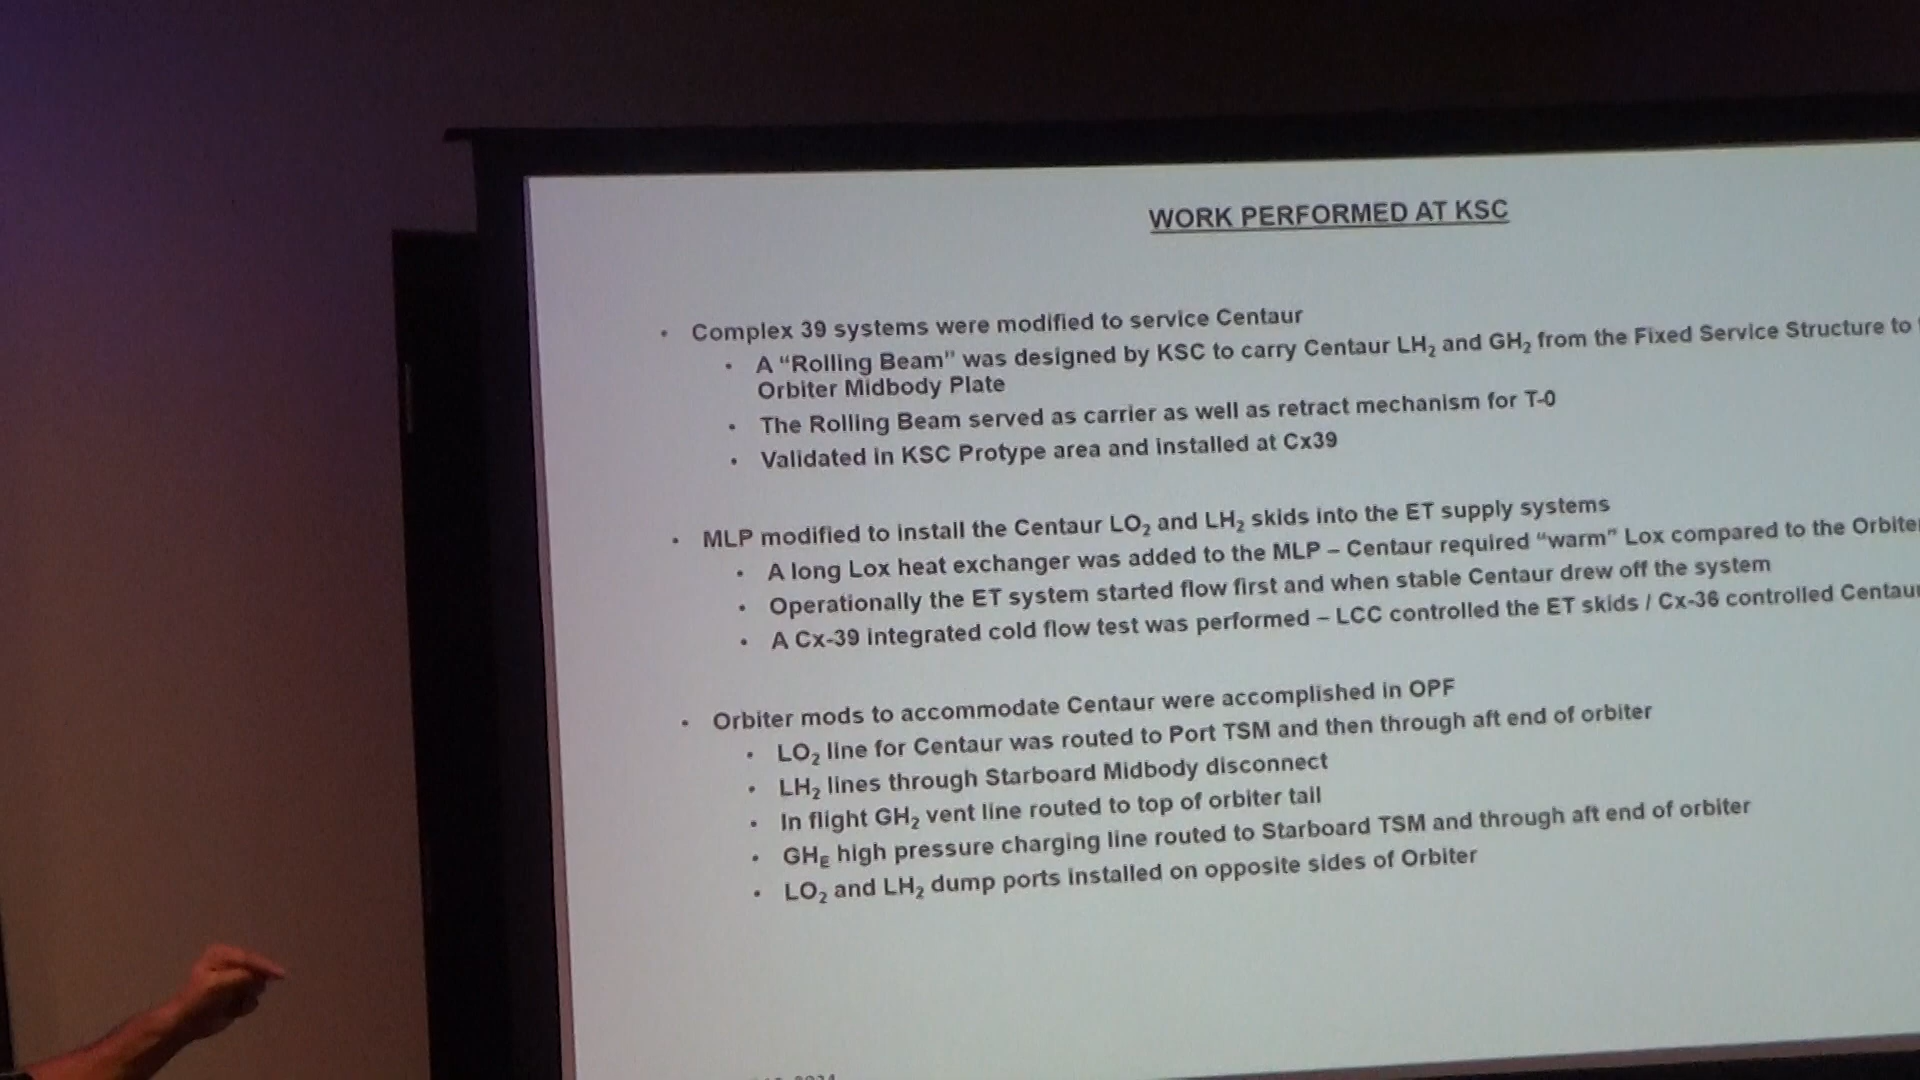 WORK PERFORMED AT KSC
• Complex 39 systems were modified to service Centaur
• A “Rolling Beam” was designed by KSC to carry Centaur LH₂ and GH₂ from the Fixed Service Structure to
Orbiter Midbody Plate
• The Rolling Beam served as carrier as well as retract mechanism for T-0
• Validated in KSC Protype area and installed at Cx39
• MLP modified to install the Centaur LO₂ and LH₂ skids into the ET supply systems
• A long Lox heat exchanger was added to the MLP – Centaur required “warm” Lox compared to the Orbiter
• Operationally the ET system started flow first and when stable Centaur drew off the system
• A Cx-39 integrated cold flow test was performed – LCC controlled the ET skids / Cx-36 controlled Centaur
• Orbiter mods to accommodate Centaur were accomplished in OPF
• LO₂ line for Centaur was routed to Port TSM and then through aft end of orbiter
• LH₂ lines through Starboard Midbody disconnect
• In flight GH₂ vent line routed to top of orbiter tail
• GHE high pressure charging line routed to Starboard TSM and through aft end of orbiter
• LO₂ and LH₂ dump ports installed on opposite sides of Orbiter